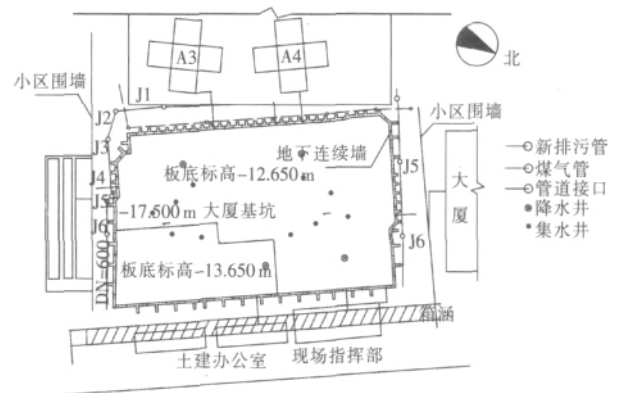 A3
A4
北
小区围墙
J1
J2
小区围墙
J3
地下连续墙
新排污管
煤气管
管道接口
降水井
集水井
J4
板底标高-12.650 m
J5
大厦
J5
-17.500 m 大厦基坑
J6
J6
板底标高-13.650 m
DN=600
箱涵
土建办公室
现场指挥部